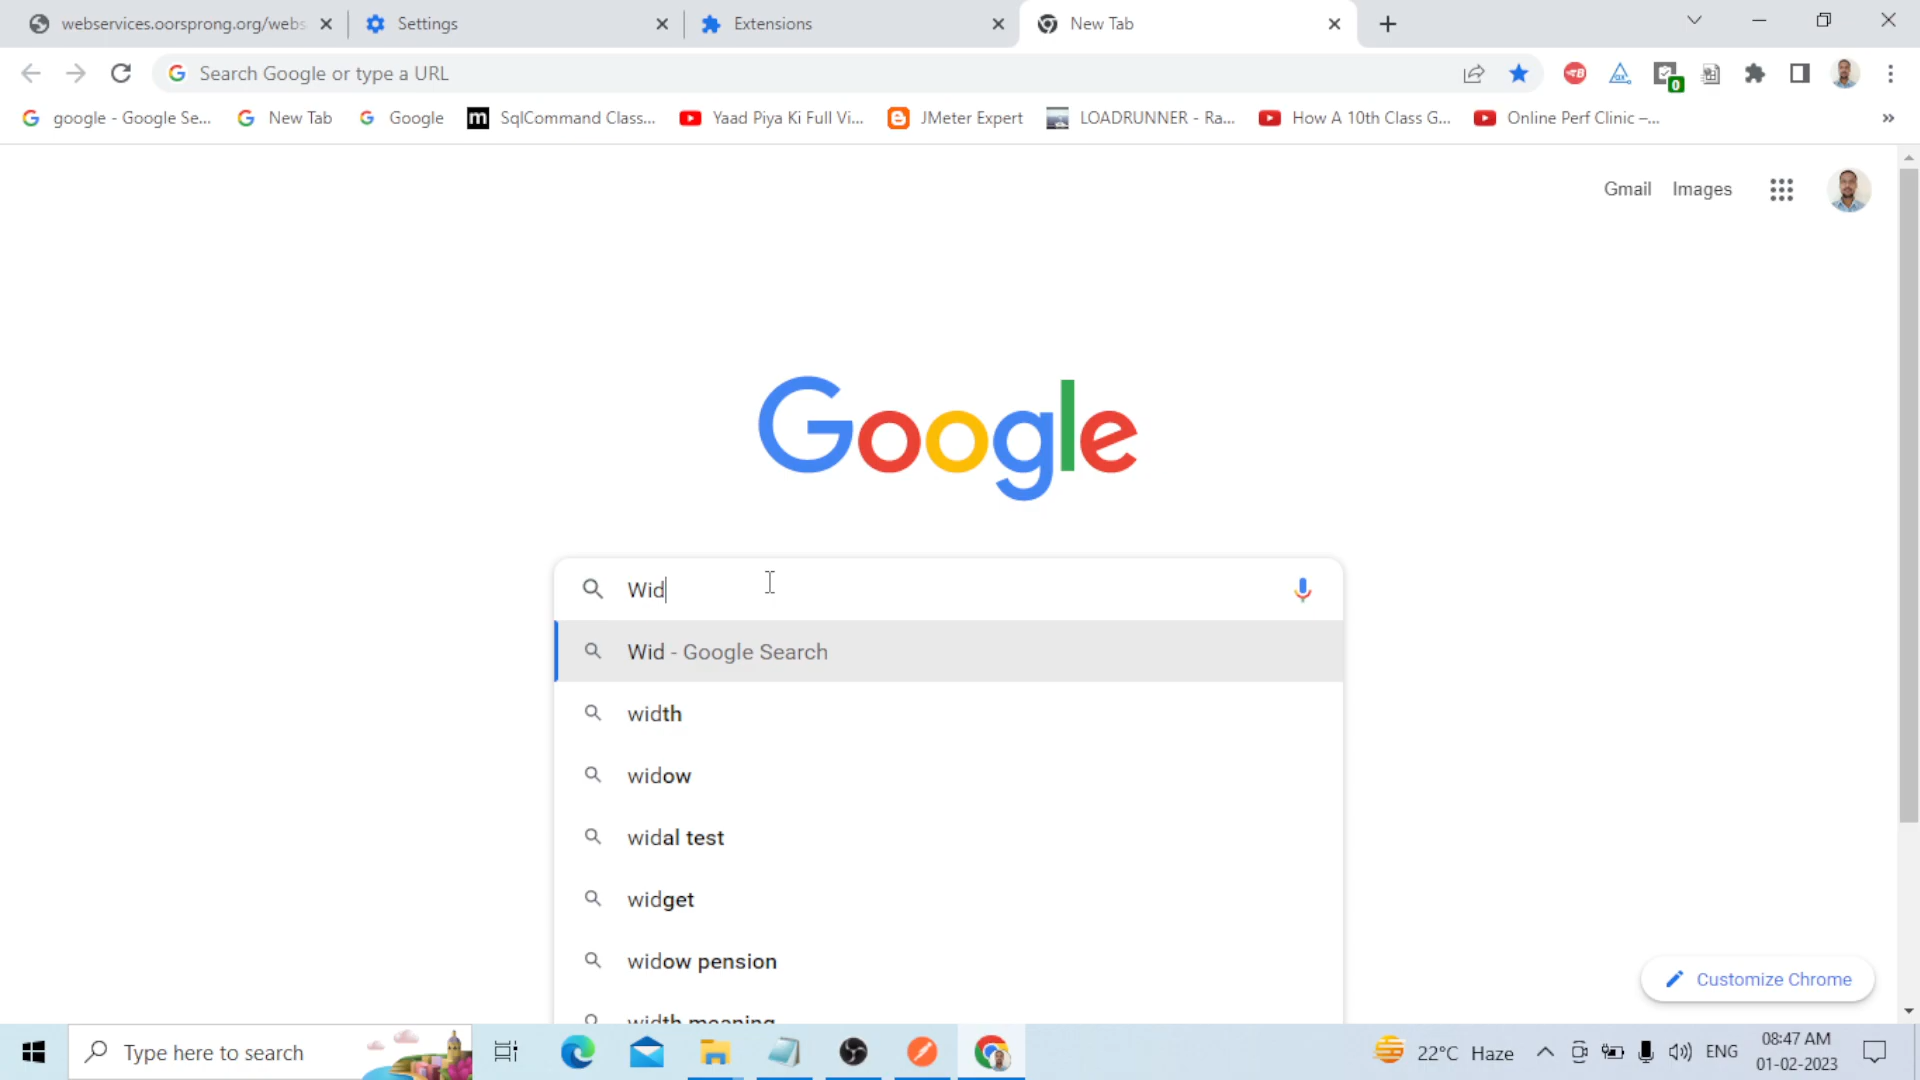 webservices.oorsprong.org/webs
Settings
Extensions
New Tab
Search Google or type a URL
0
google - Google Se...
New Tab
Google
m
SqlCommand Class...
Yaad Piya Ki Full Vi...
JMeter Expert
LOADRUNNER - Ra...
How A 10th Class G...
Online Perf Clinic –...
»
Gmail
Images
Google
Wid
Wid - Google Search
width
widow
widal test
widget
widow pension
width meaning
Customize Chrome
Type here to search
22°C Haze
ENG
08:47 AM
01-02-2023